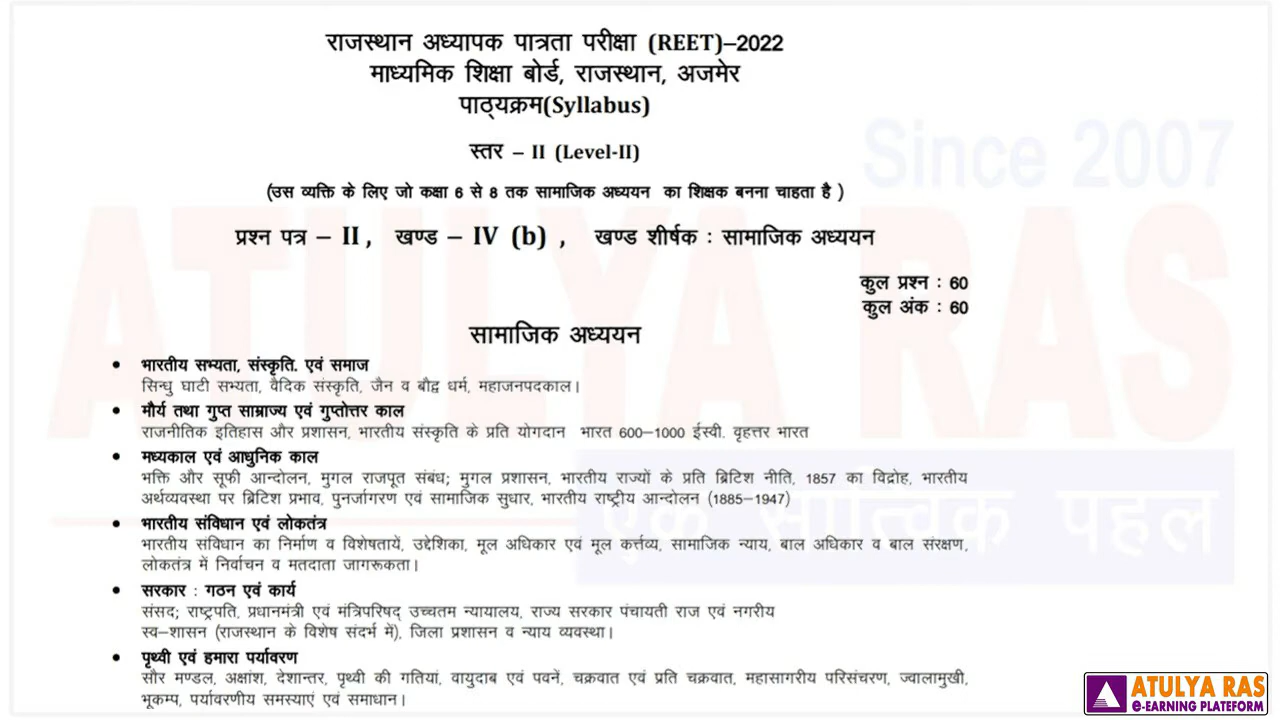 राजस्थान अध्यापक पात्रता परीक्षा (REET)–2022
माध्यमिक शिक्षा बोर्ड, राजस्थान, अजमेर
पाठ्यक्रम(Syllabus)
स्तर – II (Level-II)
(उस व्यक्ति के लिए जो कक्षा 6 से 8 तक सामाजिक अध्ययन का शिक्षक बनना चाहता है )
प्रश्न पत्र – II , खण्ड – IV (b) , खण्ड शीर्षक : सामाजिक अध्ययन
कुल प्रश्न : 60
कुल अंक : 60
सामाजिक अध्ययन
• भारतीय सभ्यता, संस्कृति. एवं समाज
सिन्धु घाटी सभ्यता, वैदिक संस्कृति, जैन व बौद्व धर्म, महाजनपदकाल।
• मौर्य तथा गुप्त साम्राज्य एवं गुप्तोत्तर काल
राजनीतिक इतिहास और प्रशासन, भारतीय संस्कृति के प्रति योगदान भारत 600–1000 ईस्वी. वृहत्तर भारत
• मध्यकाल एवं आधुनिक काल
भक्ति और सूफी आन्दोलन, मुगल राजपूत संबंध; मुगल प्रशासन, भारतीय राज्यों के प्रति ब्रिटिश नीति, 1857 का विद्रोह, भारतीय
अर्थव्यवस्था पर ब्रिटिश प्रभाव, पुनर्जागरण एवं सामाजिक सुधार, भारतीय राष्ट्रीय आन्दोलन (1885–1947)
• भारतीय संविधान एवं लोकतंत्र
भारतीय संविधान का निर्माण व विशेषतायें, उद्देशिका, मूल अधिकार एवं मूल कर्त्तव्य, सामाजिक न्याय, बाल अधिकार व बाल संरक्षण,
लोकतंत्र में निर्वाचन व मतदाता जागरूकता।
• सरकार : गठन एवं कार्य
संसद; राष्ट्रपति, प्रधानमंत्री एवं मंत्रिपरिषद् उच्चतम न्यायालय, राज्य सरकार पंचायती राज एवं नगरीय
स्व–शासन (राजस्थान के विशेष संदर्भ में), जिला प्रशासन व न्याय व्यवस्था।
• पृथ्वी एवं हमारा पर्यावरण
सौर मण्डल, अक्षांश, देशान्तर, पृथ्वी की गतियां, वायुदाब एवं पवनें, चक्रवात एवं प्रति चक्रवात, महासागरीय परिसंचरण, ज्वालामुखी,
भूकम्प, पर्यावरणीय समस्याएं एवं समाधान।
Since 2007
ATULYA RAS
एक सात्विक पहल
ATULYA RAS
e-EARNING PLATEFORM